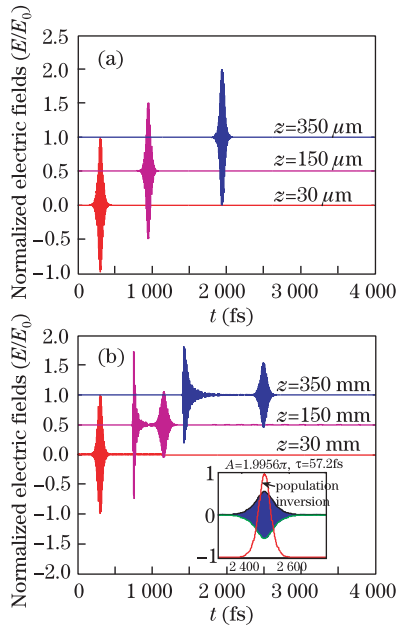 Normalized electric fields (E/E₀)
2.5
(a)
2.0
1.5
z=350 μm
1.0
z=150 μm
0.5
z=30 μm
0.0
−0.5
−1.0
0 1 000 2 000 3 000 4 000
t (fs)
Normalized electric fields (E/E₀)
2.0
(b)
1.5
z=350 mm
1.0
z=150 mm
0.5
z=30 mm
0.0
A=1.9956π, τ=57.2fs
−0.5
1
population
inversion
−1.0
0
−1.5
−1
2 400 2 600
−2.0
0 1 000 2 000 3 000 4 000
t (fs)